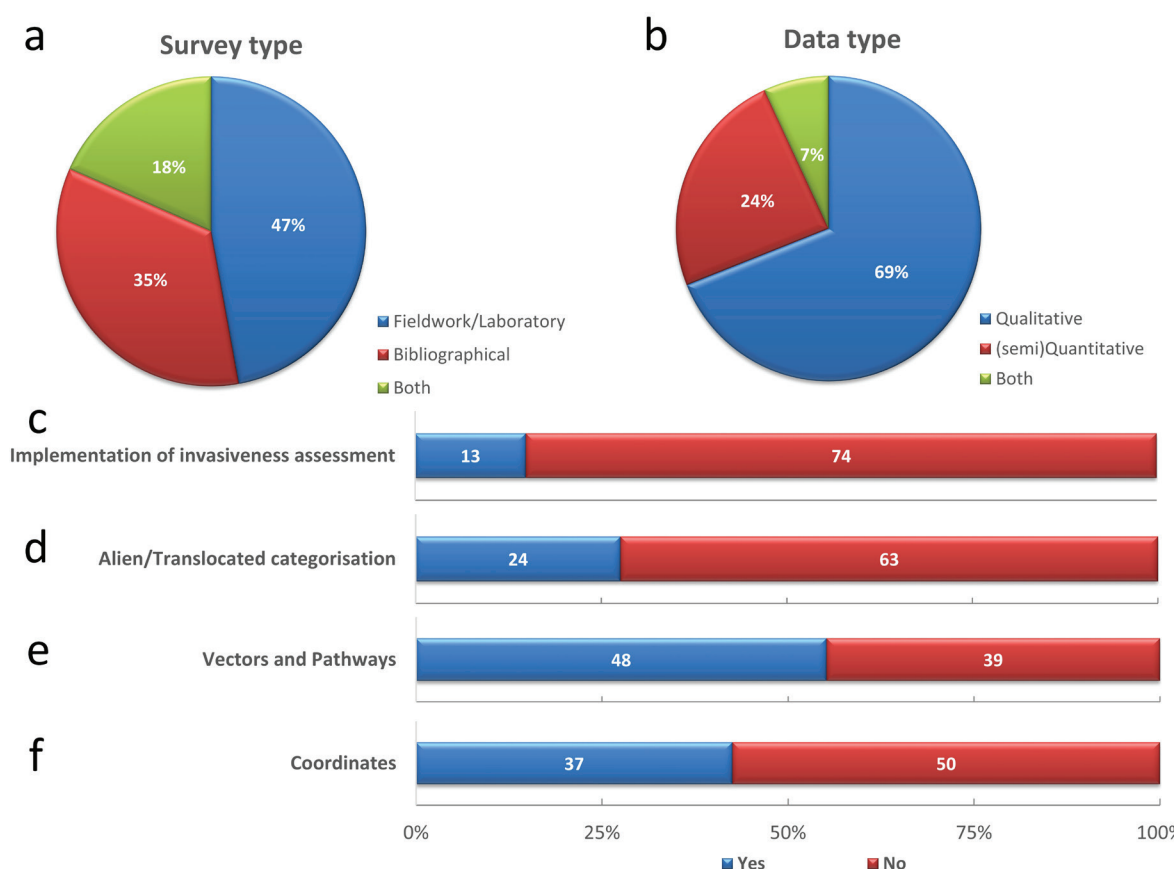 a
Survey type
18%
47%
35%
Fieldwork/Laboratory
Bibliographical
Both
b
Data type
7%
24%
69%
Qualitative
(semi)Quantitative
Both
c
Implementation of invasiveness assessment
13
74
d
Alien/Translocated categorisation
24
63
e
Vectors and Pathways
48
39
f
Coordinates
37
50
0%
25%
50%
75%
100%
Yes
No